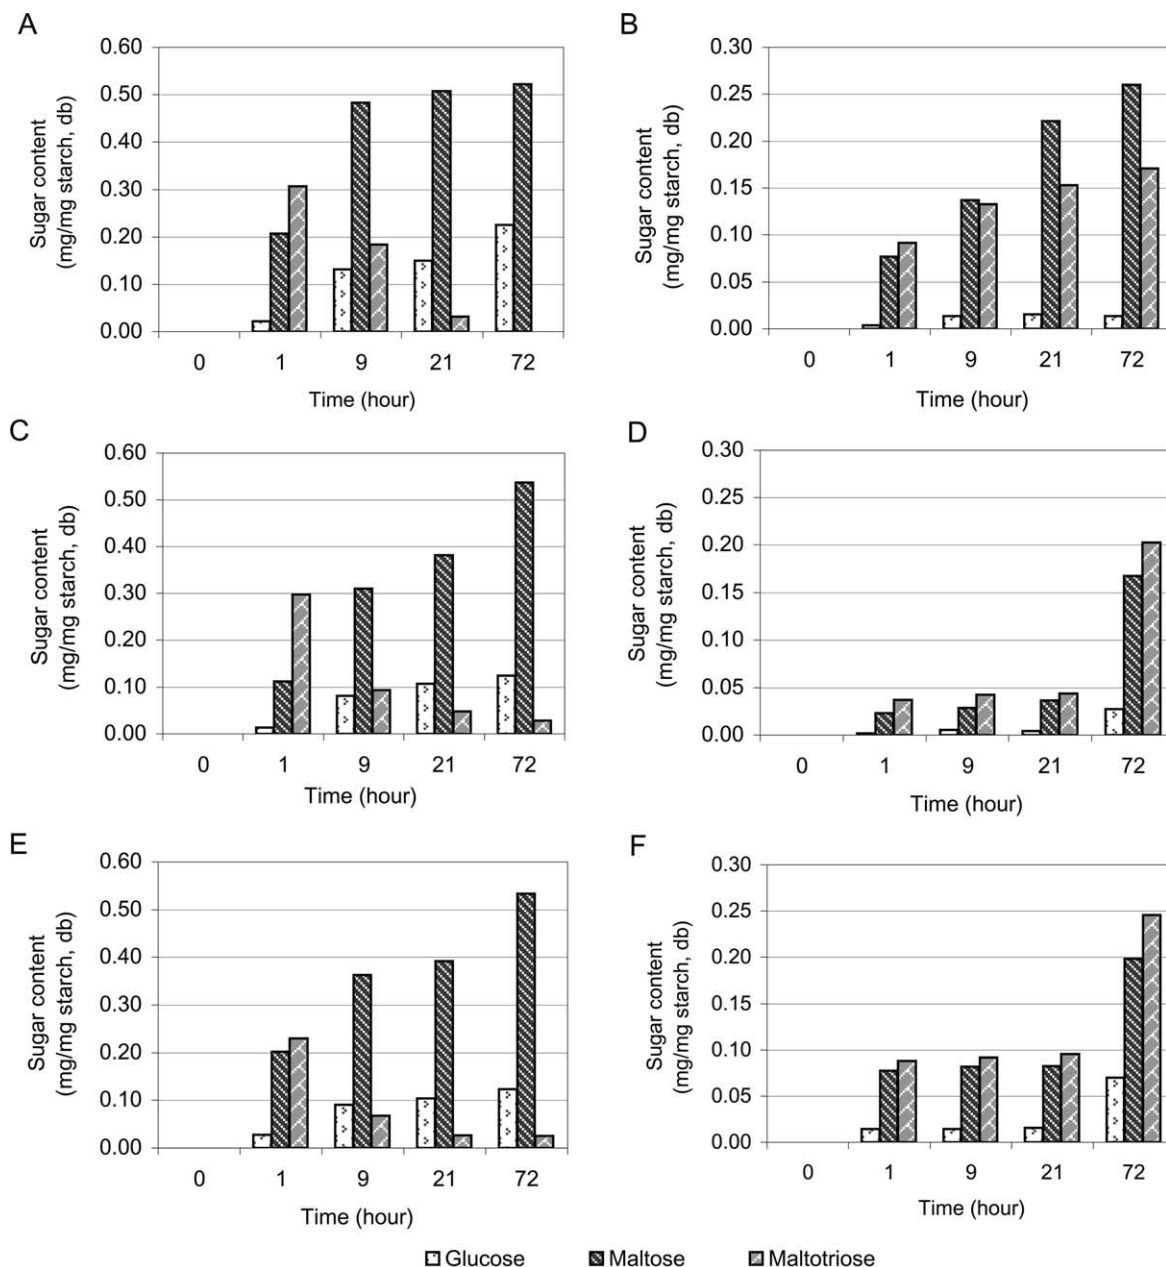 A
Sugar content
(mg/mg starch, db)
0.60
0.50
0.40
0.30
0.20
0.10
0.00
0 1 9 21 72
Time (hour)
B
Sugar content
(mg/mg starch, db)
0.30
0.25
0.20
0.15
0.10
0.05
0.00
0 1 9 21 72
Time (hour)
C
Sugar content
(mg/mg starch, db)
0.60
0.50
0.40
0.30
0.20
0.10
0.00
0 1 9 21 72
Time (hour)
D
Sugar content
(mg/mg starch, db)
0.30
0.25
0.20
0.15
0.10
0.05
0.00
0 1 9 21 72
Time (hour)
E
Sugar content
(mg/mg starch, db)
0.60
0.50
0.40
0.30
0.20
0.10
0.00
0 1 9 21 72
Time (hour)
F
Sugar content
(mg/mg starch, db)
0.30
0.25
0.20
0.15
0.10
0.05
0.00
0 1 9 21 72
Time (hour)
Glucose Maltose Maltotriose